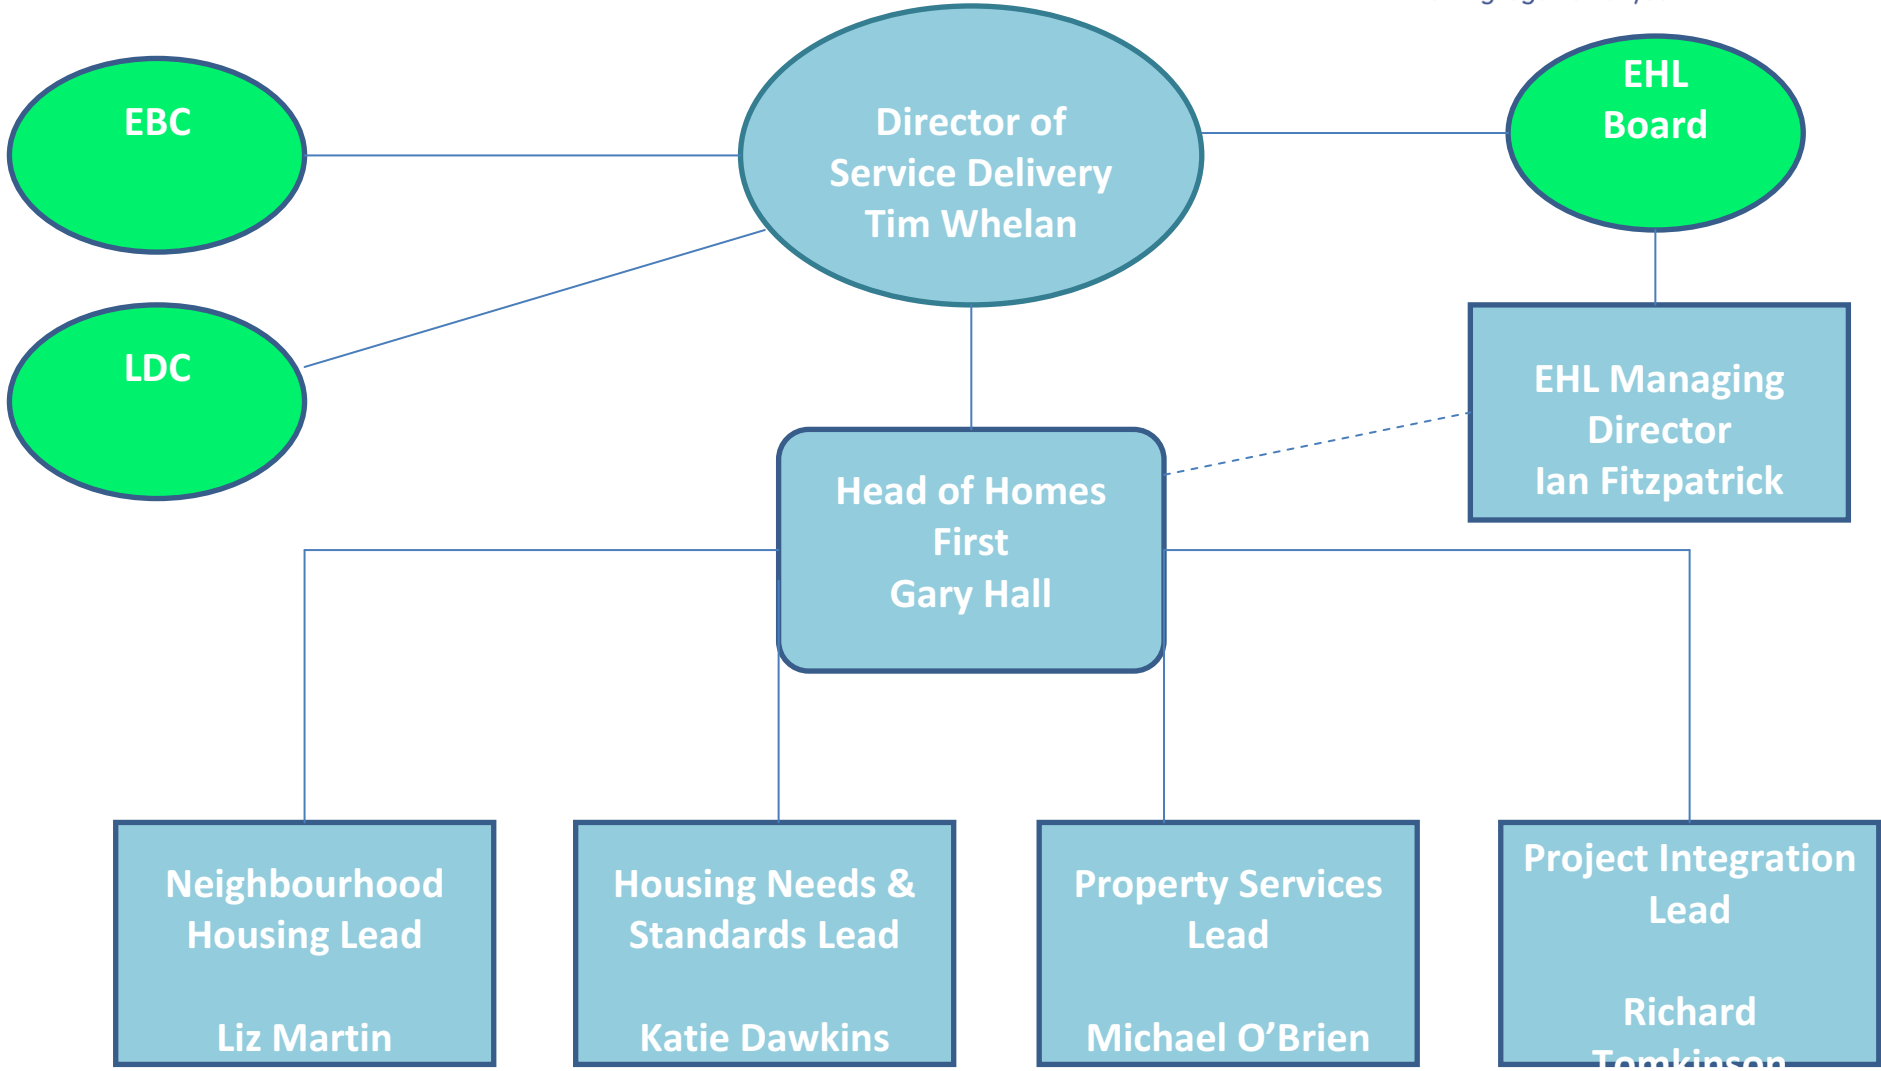 EBC
Director of
Service Delivery
Tim Whelan
EHL
Board
LDC
EHL Managing
Director
Ian Fitzpatrick
Head of Homes
First
Gary Hall
Neighbourhood
Housing Lead
Liz Martin
Housing Needs &
Standards Lead
Katie Dawkins
Property Services
Lead
Michael O’Brien
Project Integration
Lead
Richard
Tomkinson